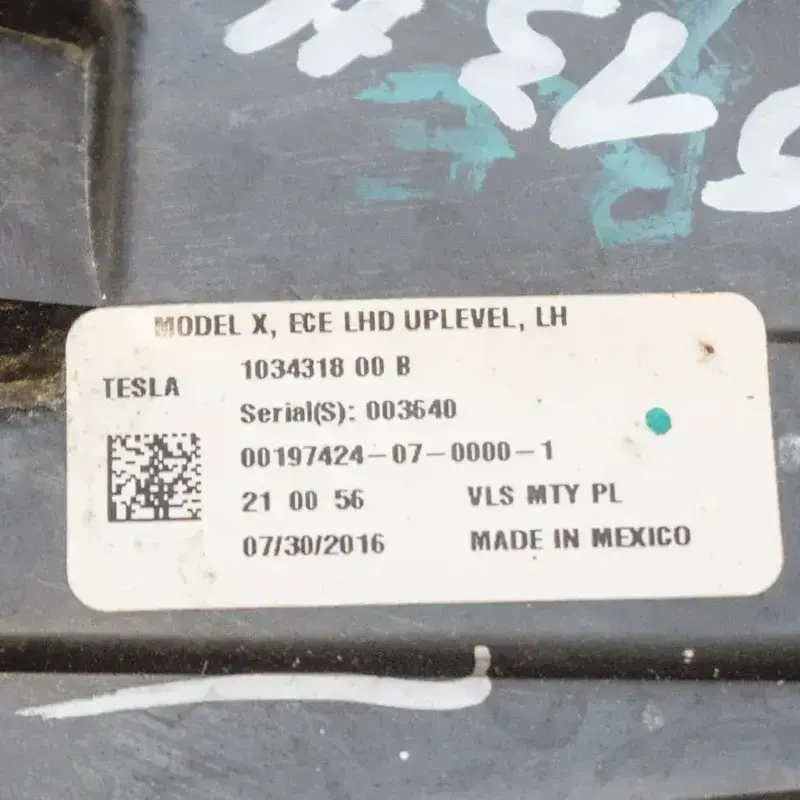 MODEL X, ECE LHD UPLEVEL, LH
TESLA
1034318 00 B
Serial(S): 003640
00197424-07-0000-1
21 00 56 VLS MTY PL
07/30/2016 MADE IN MEXICO